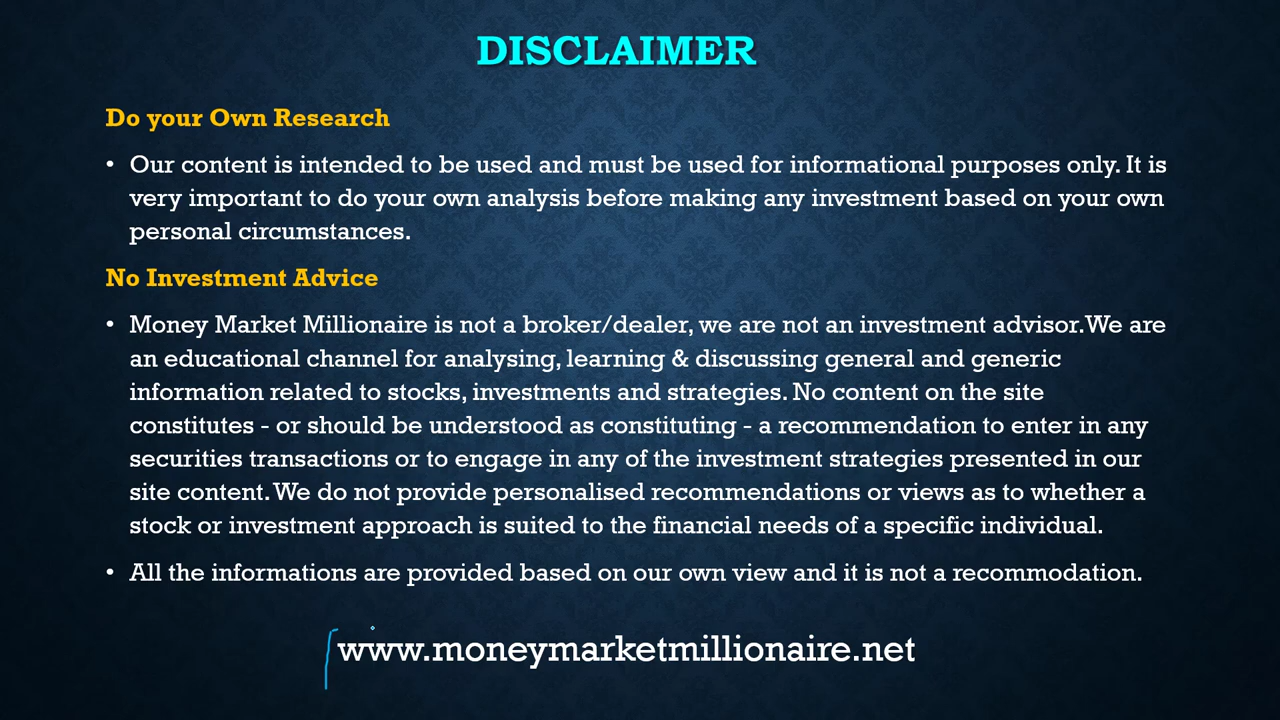 DISCLAIMER
Do your Own Research
• Our content is intended to be used and must be used for informational purposes only. It is
very important to do your own analysis before making any investment based on your own
personal circumstances.
No Investment Advice
• Money Market Millionaire is not a broker/dealer, we are not an investment advisor.We are
an educational channel for analysing, learning & discussing general and generic
information related to stocks, investments and strategies. No content on the site
constitutes - or should be understood as constituting - a recommendation to enter in any
securities transactions or to engage in any of the investment strategies presented in our
site content. We do not provide personalised recommendations or views as to whether a
stock or investment approach is suited to the financial needs of a specific individual.
• All the informations are provided based on our own view and it is not a recommodation.
www.moneymarketmillionaire.net